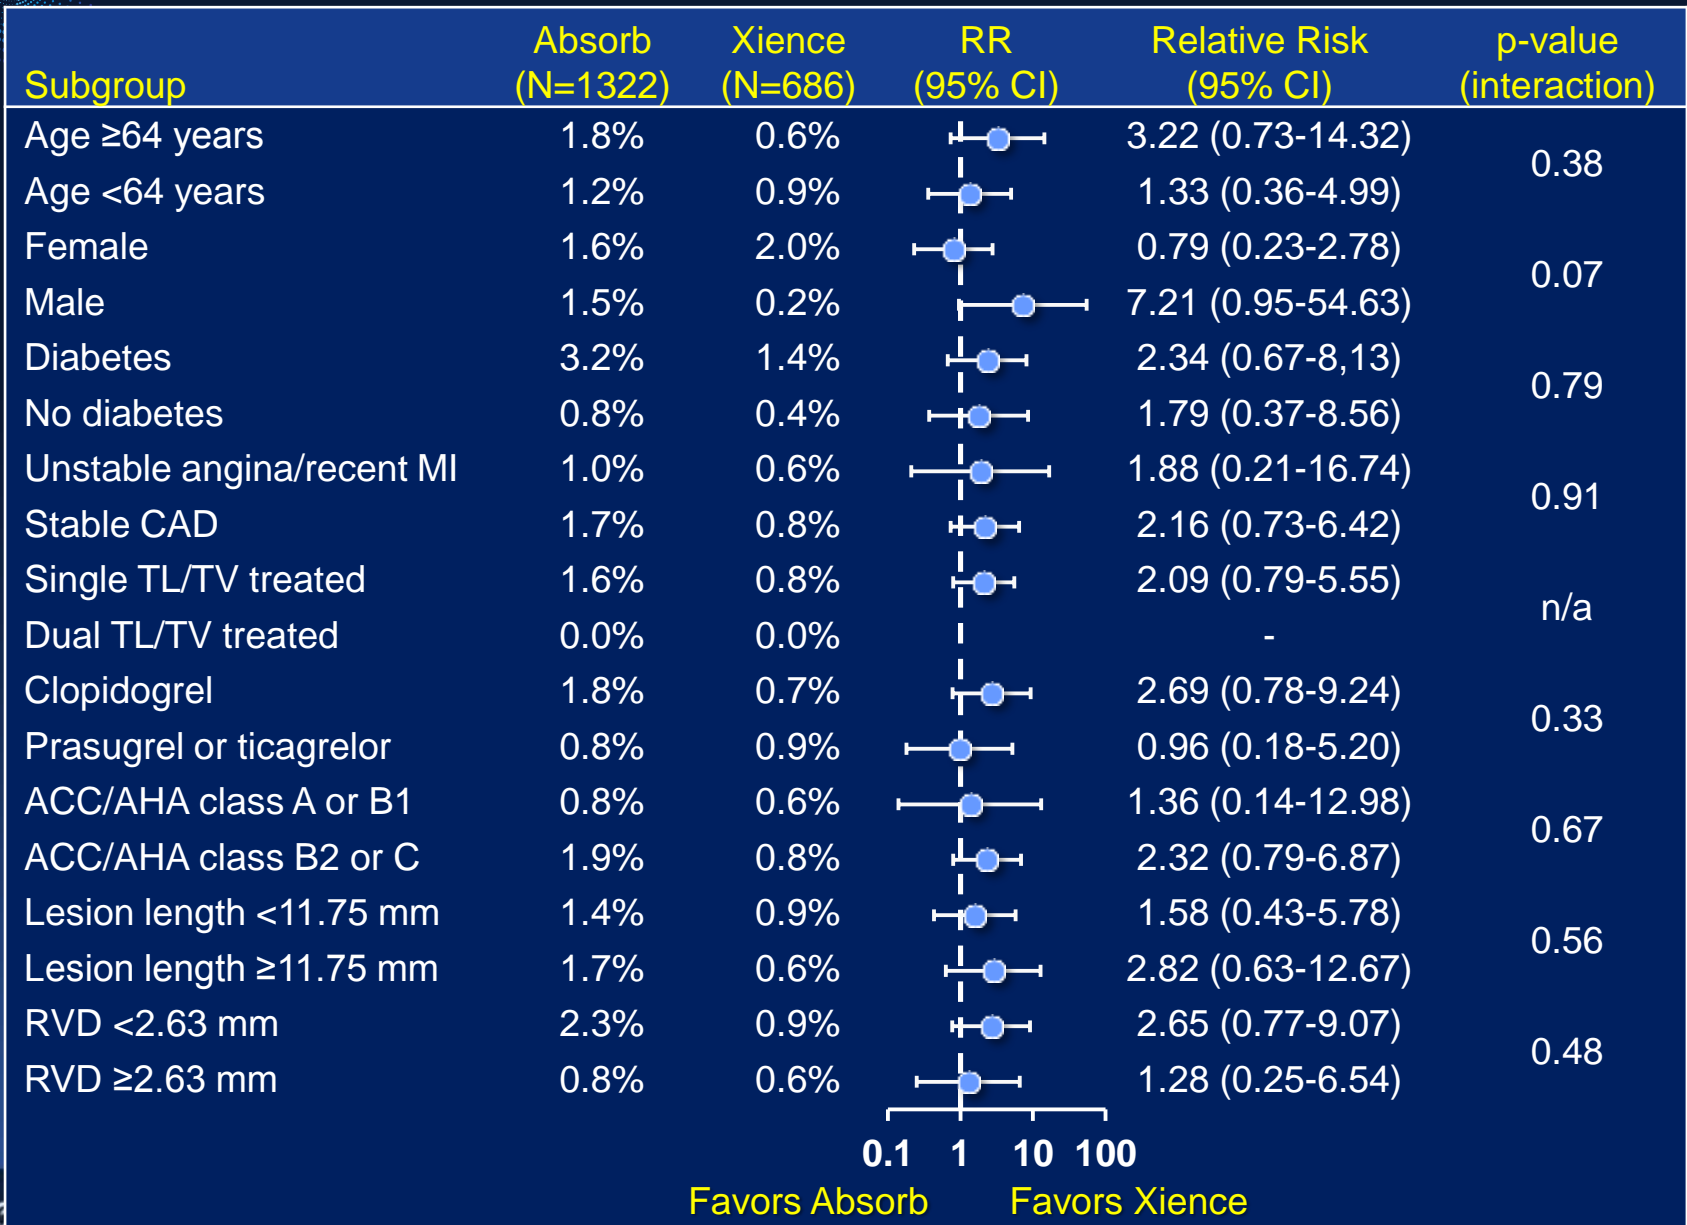 Absorb Xience RR Relative Risk p-value
Subgroup (N=1322) (N=686) (95% CI) (95% CI) (interaction)
Age ≥64 years 1.8% 0.6% 3.22 (0.73-14.32)
0.38
Age <64 years 1.2% 0.9% 1.33 (0.36-4.99)
Female 1.6% 2.0% 0.79 (0.23-2.78)
0.07
Male 1.5% 0.2% 7.21 (0.95-54.63)
Diabetes 3.2% 1.4% 2.34 (0.67-8,13)
0.79
No diabetes 0.8% 0.4% 1.79 (0.37-8.56)
Unstable angina/recent MI 1.0% 0.6% 1.88 (0.21-16.74)
0.91
Stable CAD 1.7% 0.8% 2.16 (0.73-6.42)
Single TL/TV treated 1.6% 0.8% 2.09 (0.79-5.55)
n/a
Dual TL/TV treated 0.0% 0.0% -
Clopidogrel 1.8% 0.7% 2.69 (0.78-9.24)
0.33
Prasugrel or ticagrelor 0.8% 0.9% 0.96 (0.18-5.20)
ACC/AHA class A or B1 0.8% 0.6% 1.36 (0.14-12.98)
0.67
ACC/AHA class B2 or C 1.9% 0.8% 2.32 (0.79-6.87)
Lesion length <11.75 mm 1.4% 0.9% 1.58 (0.43-5.78)
0.56
Lesion length ≥11.75 mm 1.7% 0.6% 2.82 (0.63-12.67)
RVD <2.63 mm 2.3% 0.9% 2.65 (0.77-9.07)
0.48
RVD ≥2.63 mm 0.8% 0.6% 1.28 (0.25-6.54)
0.1 1 10 100
Favors Absorb Favors Xience